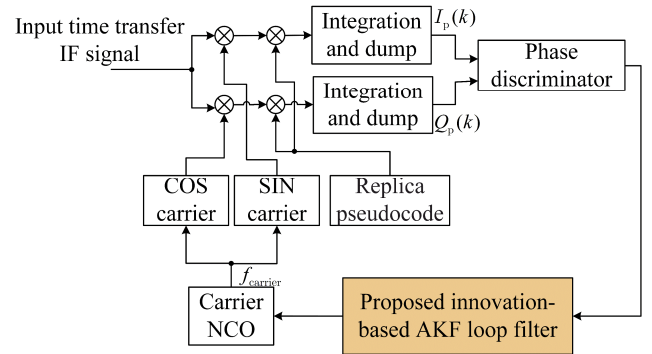 Input time transfer
IF signal
Integration
and dump
I_p(k)
Phase
discriminator
Integration
and dump
Q_p(k)
COS
carrier
SIN
carrier
Replica
pseudocode
f_carrier
Carrier
NCO
Proposed innovation-
based AKF loop filter